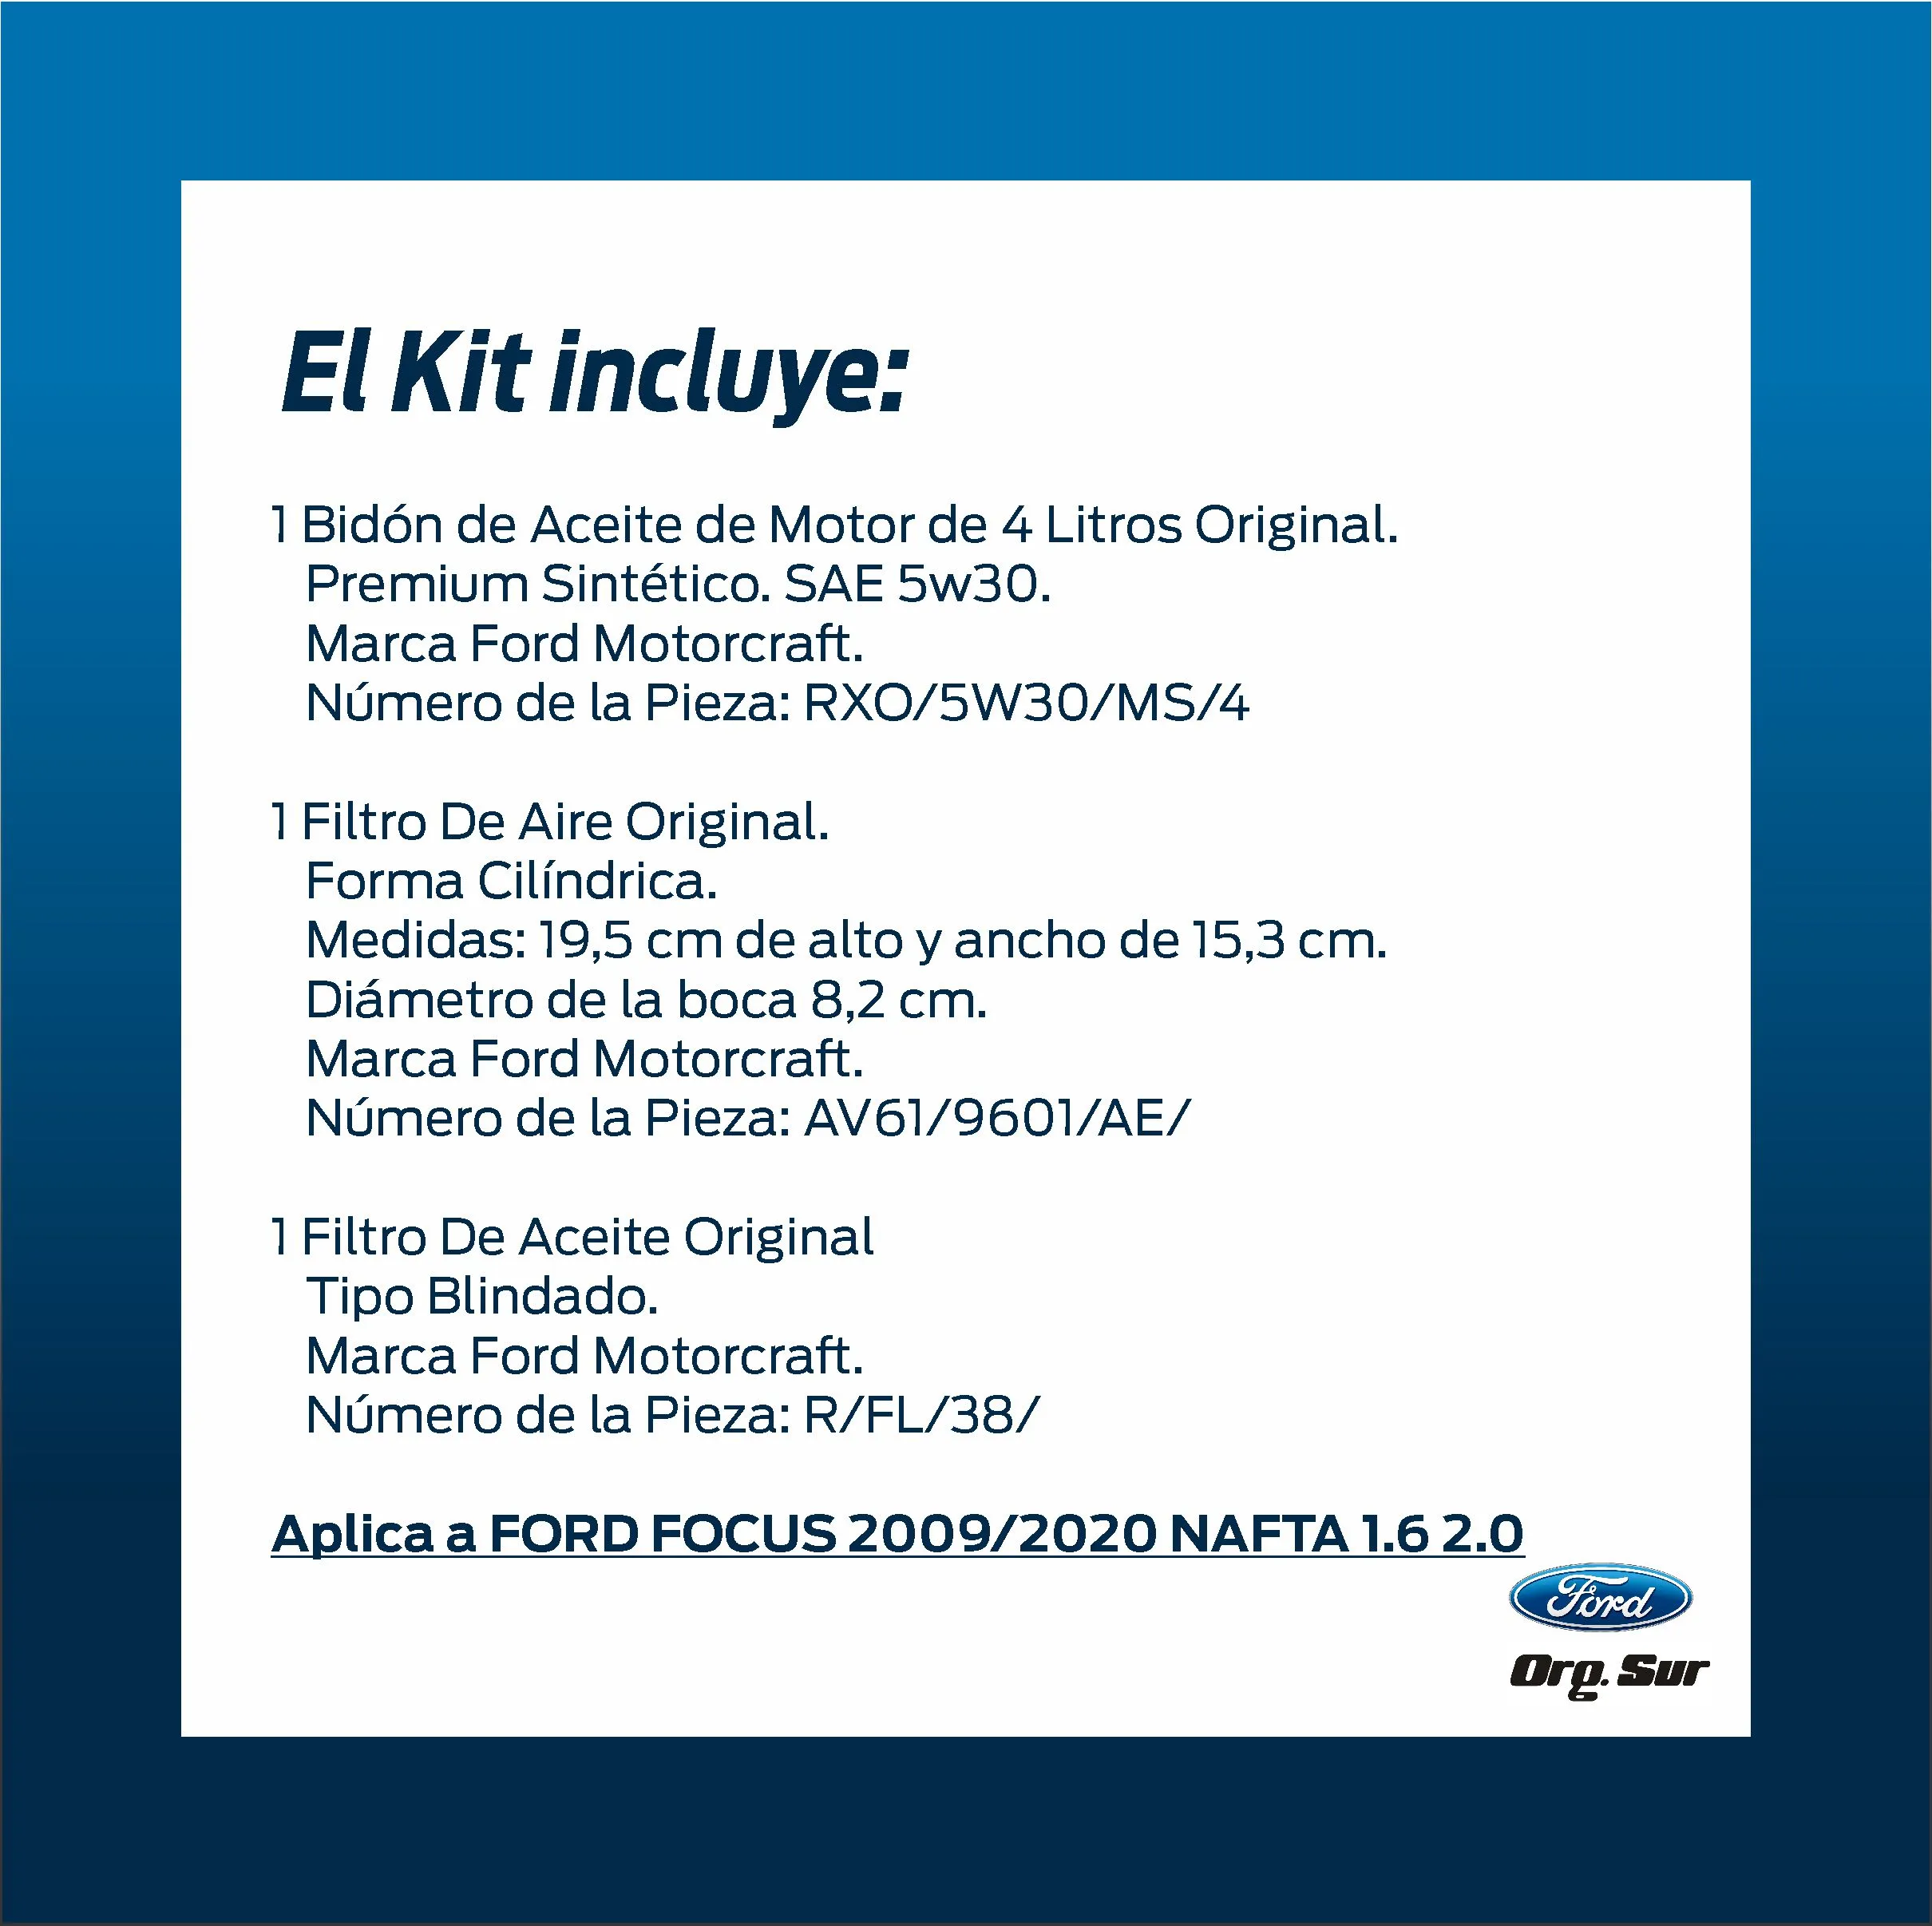 El Kit incluye:
1 Bidón de Aceite de Motor de 4 Litros Original.
Premium Sintético. SAE 5w30.
Marca Ford Motorcraft.
Número de la Pieza: RXO/5W30/MS/4
1 Filtro De Aire Original.
Forma Cilíndrica.
Medidas: 19,5 cm de alto y ancho de 15,3 cm.
Diámetro de la boca 8,2 cm.
Marca Ford Motorcraft.
Número de la Pieza: AV61/9601/AE/
1 Filtro De Aceite Original
Tipo Blindado.
Marca Ford Motorcraft.
Número de la Pieza: R/FL/38/
Aplica a FORD FOCUS 2009/2020 NAFTA 1.6 2.0
Ford
Org. Sur